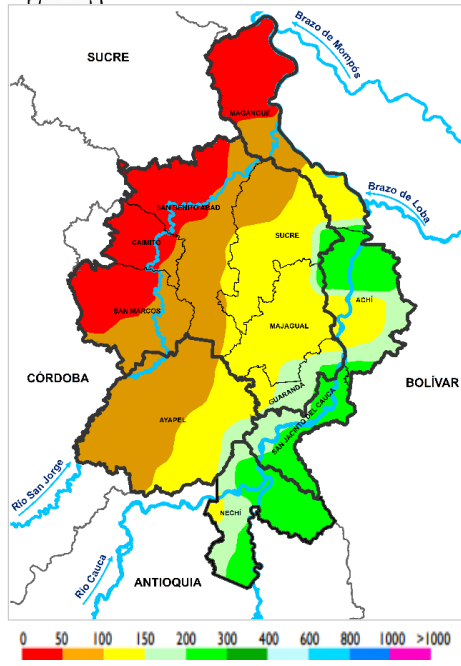 SUCRE
Brazo de Mompós
MAGANGUÉ
Brazo de Loba
SAN BENITO ABAD
SUCRE
CAIMITO
ACHÍ
SAN MARCOS
MAJAGUAL
CÓRDOBA
BOLÍVAR
GUARANDA
AYAPEL
SAN JACINTO DEL CAUCA
Río San Jorge
NECHÍ
Río Cauca
ANTIOQUIA
0 50 100 150 200 300 400 600 800 1000 >1000